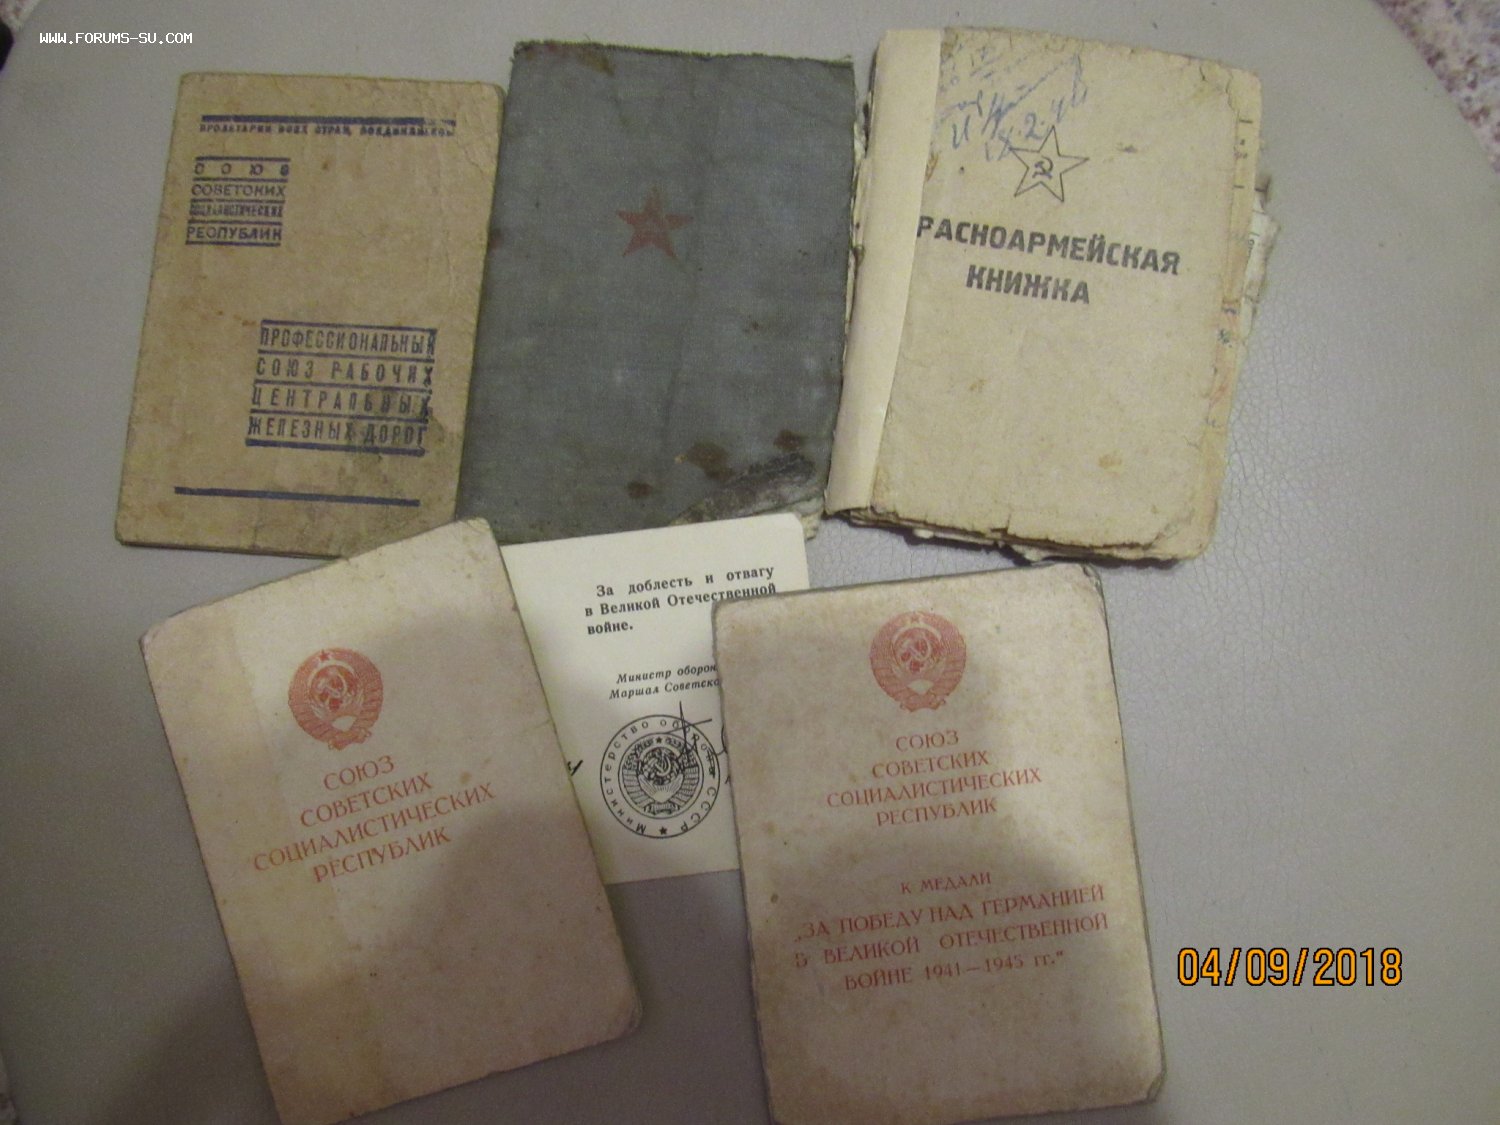 WWW.FORUMS-SU.COM
ПРОЛЕТАРИИ ВСЕХ СТРАН, СОЕДИНЯЙТЕСЬ
СОЮЗ
СОВЕТСКИХ
СОЦИАЛИСТИЧЕСКИХ
РЕСПУБЛИК
ПРОФЕССИОНАЛЬНЫЙ
СОЮЗ РАБОЧИХ
ЦЕНТРАЛЬНЫХ
ЖЕЛЕЗНЫХ ДОРОГ
РАСНОАРМЕЙСКАЯ
КНИЖКА
За доблесть и отвагу
в Великой Отечественной
войне.
Министр оборон
Маршал Советско
Министерство обороны СССР
СОЮЗ
СОВЕТСКИХ
СОЦИАЛИСТИЧЕСКИХ
РЕСПУБЛИК
СОЮЗ
СОВЕТСКИХ
СОЦИАЛИСТИЧЕСКИХ
РЕСПУБЛИК
К МЕДАЛИ
„ЗА ПОБЕДУ НАД ГЕРМАНИЕЙ
В ВЕЛИКОЙ ОТЕЧЕСТВЕННОЙ
ВОЙНЕ 1941—1945 гг."
04/09/2018